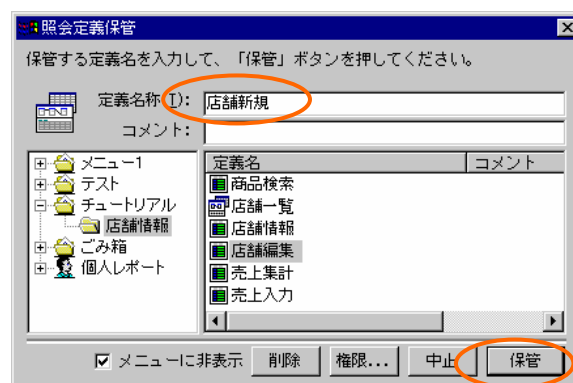 照会定義保管
保管する定義名を入力して、「保管」ボタンを押してください。
定義名称(I): 店舗新規
コメント:
メニュー1
テスト
チュートリアル
店舗情報
ごみ箱
個人レポート
定義名 コメント
商品検索
店舗一覧
店舗情報
店舗編集
売上集計
売上入力
メニューに非表示 削除 権限... 中止 保管